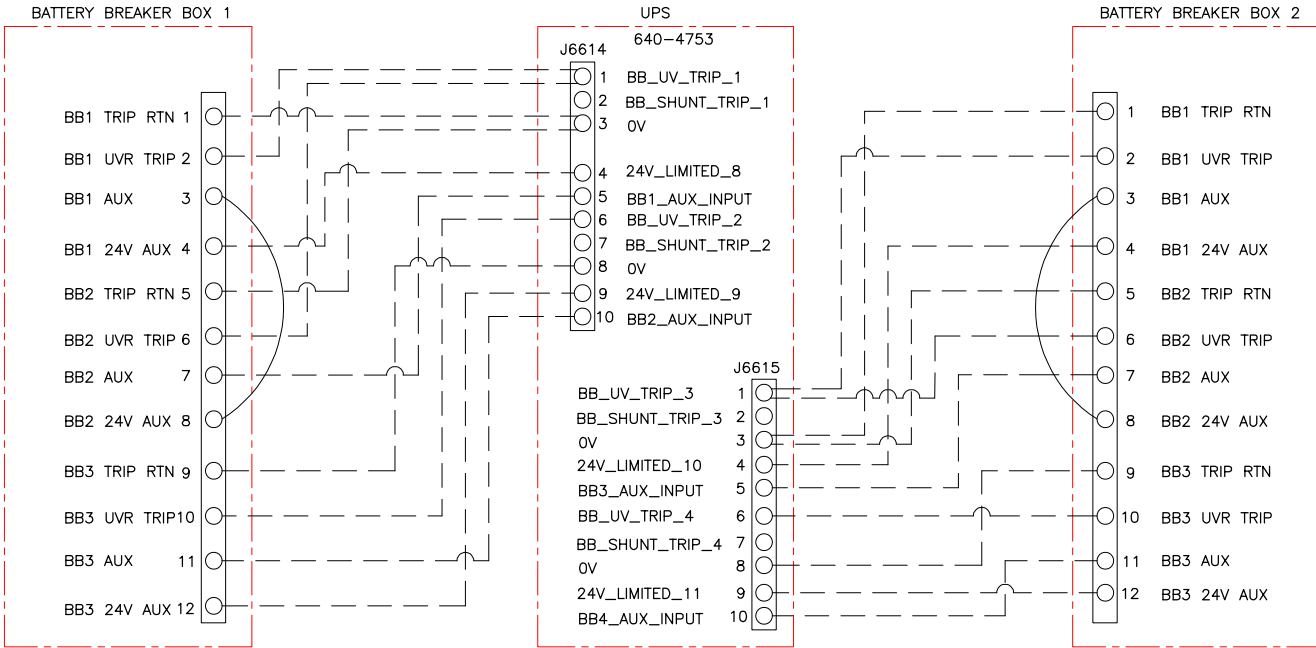 BATTERY BREAKER BOX 1
BB1 TRIP RTN 1
BB1 UVR TRIP 2
BB1 AUX 3
BB1 24V AUX 4
BB2 TRIP RTN 5
BB2 UVR TRIP 6
BB2 AUX 7
BB2 24V AUX 8
BB3 TRIP RTN 9
BB3 UVR TRIP 10
BB3 AUX 11
BB3 24V AUX 12
UPS
640-4753
J6614
1 BB_UV_TRIP_1
2 BB_SHUNT_TRIP_1
3 0V
4 24V_LIMITED_8
5 BB1_AUX_INPUT
6 BB_UV_TRIP_2
7 BB_SHUNT_TRIP_2
8 0V
9 24V_LIMITED_9
10 BB2_AUX_INPUT
J6615
BB_UV_TRIP_3 1
BB_SHUNT_TRIP_3 2
0V 3
24V_LIMITED_10 4
BB3_AUX_INPUT 5
BB_UV_TRIP_4 6
BB_SHUNT_TRIP_4 7
0V 8
24V_LIMITED_11 9
BB4_AUX_INPUT 10
BATTERY BREAKER BOX 2
1 BB1 TRIP RTN
2 BB1 UVR TRIP
3 BB1 AUX
4 BB1 24V AUX
5 BB2 TRIP RTN
6 BB2 UVR TRIP
7 BB2 AUX
8 BB2 24V AUX
9 BB3 TRIP RTN
10 BB3 UVR TRIP
11 BB3 AUX
12 BB3 24V AUX